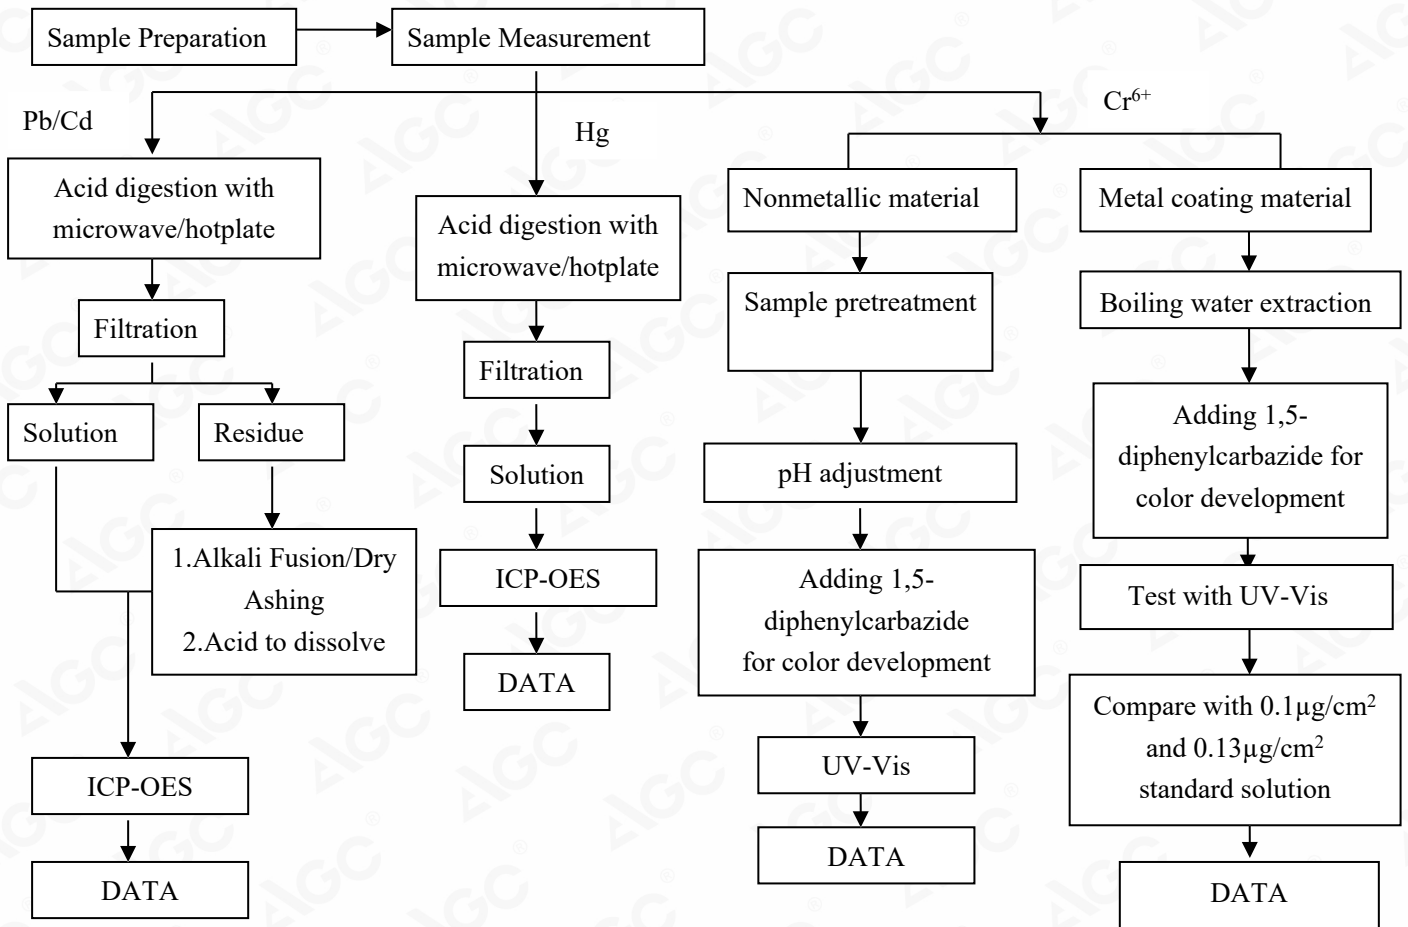 Sample Preparation
Sample Measurement
Pb/Cd
Acid digestion with
microwave/hotplate
Filtration
Solution
Residue
1.Alkali Fusion/Dry
Ashing
2.Acid to dissolve
ICP-OES
DATA
Hg
Acid digestion with
microwave/hotplate
Filtration
Solution
ICP-OES
DATA
Cr⁶⁺
Nonmetallic material
Sample pretreatment
pH adjustment
Adding 1,5-
diphenylcarbazide
for color development
UV-Vis
DATA
Metal coating material
Boiling water extraction
Adding 1,5-
diphenylcarbazide for
color development
Test with UV-Vis
Compare with 0.1µg/cm²
and 0.13µg/cm²
standard solution
DATA
AGC®